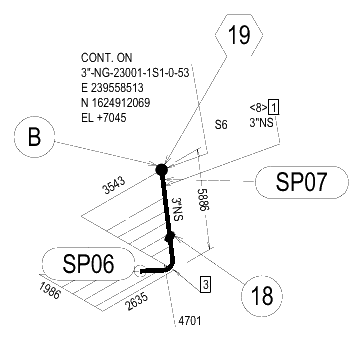 19
CONT. ON
3"-NG-23001-1S1-0-53
E 239558513
N 1624912069
EL +7045
<8> 1
3"NS
S6
B
3543
SP07
5886
3"NS
SP06
1986
2635
3
18
4701